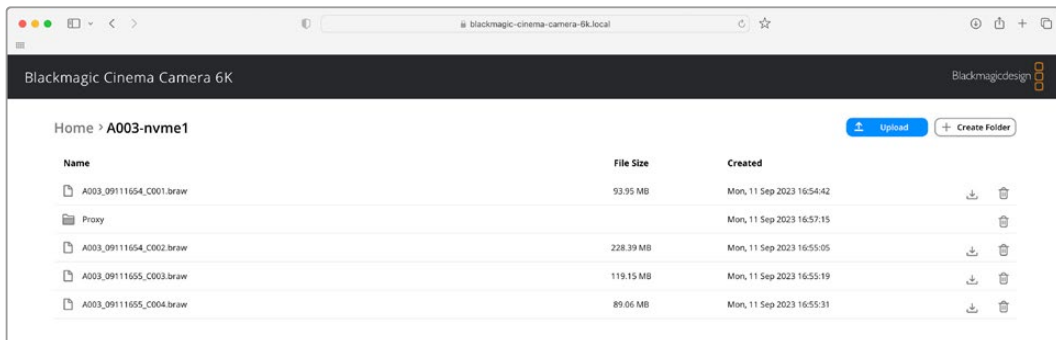 blackmagic-cinema-camera-6k.local
Blackmagic Cinema Camera 6K
Blackmagicdesign
Home > A003-nvme1
Upload
+ Create Folder
Name File Size Created
A003_09111654_C001.braw 93.95 MB Mon, 11 Sep 2023 16:54:42
Proxy Mon, 11 Sep 2023 16:57:15
A003_09111654_C002.braw 228.39 MB Mon, 11 Sep 2023 16:55:05
A003_09111655_C003.braw 119.15 MB Mon, 11 Sep 2023 16:55:19
A003_09111655_C004.braw 89.06 MB Mon, 11 Sep 2023 16:55:31